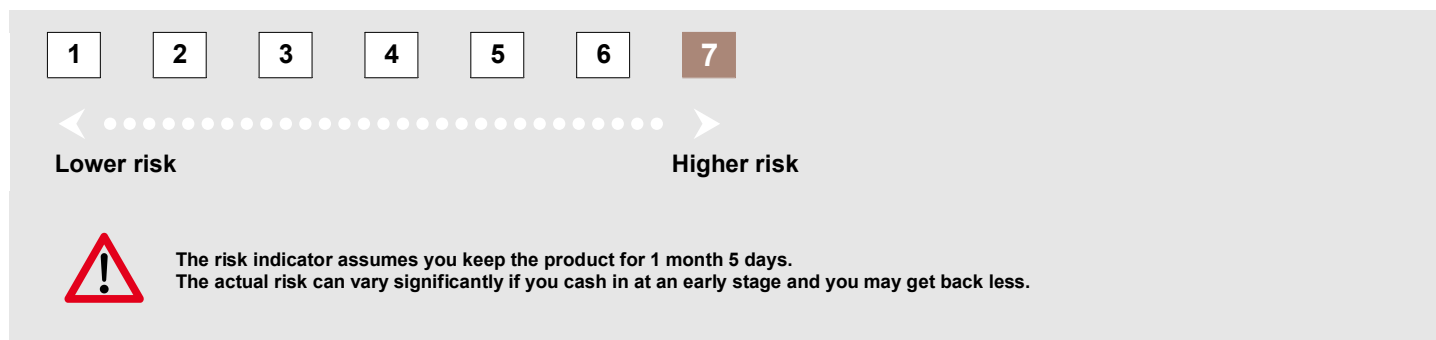 1 2 3 4 5 6 7
Lower risk Higher risk
The risk indicator assumes you keep the product for 1 month 5 days.
The actual risk can vary significantly if you cash in at an early stage and you may get back less.